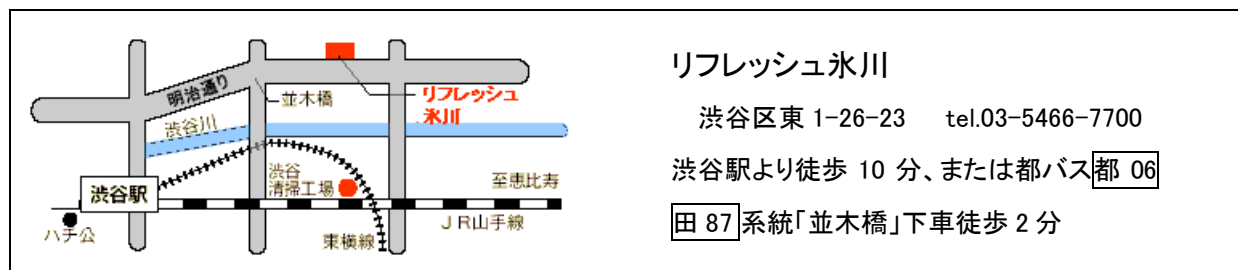 明治通り
並木橋
リフレッシュ
氷川
渋谷川
渋谷
清掃工場
至恵比寿
渋谷駅
ハチ公
JR山手線
東横線
リフレッシュ氷川
渋谷区東 1-26-23 tel.03-5466-7700
渋谷駅より徒歩 10 分、または都バス都 06
田 87 系統「並木橋」下車徒歩 2 分